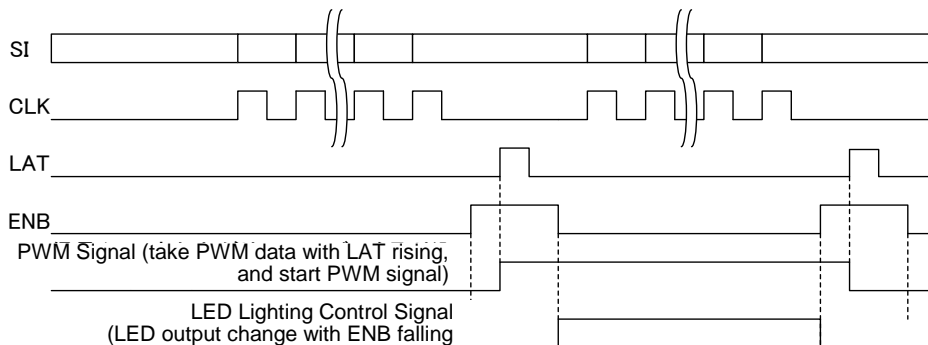 SI
CLK
LAT
ENB
PWM Signal (take PWM data with LAT rising,
and start PWM signal)
LED Lighting Control Signal
(LED output change with ENB falling